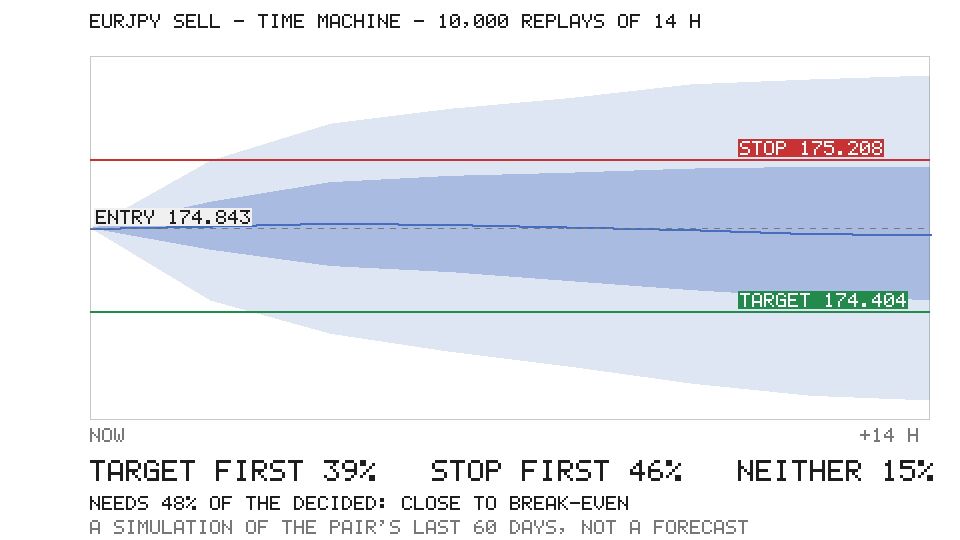 EURJPY SELL - TIME MACHINE - 10,000 REPLAYS OF 14 H
STOP 175.208
ENTRY 174.843
TARGET 174.404
NOW +14 H
TARGET FIRST 39% STOP FIRST 46% NEITHER 15%
NEEDS 48% OF THE DECIDED: CLOSE TO BREAK-EVEN
A SIMULATION OF THE PAIR'S LAST 60 DAYS, NOT A FORECAST